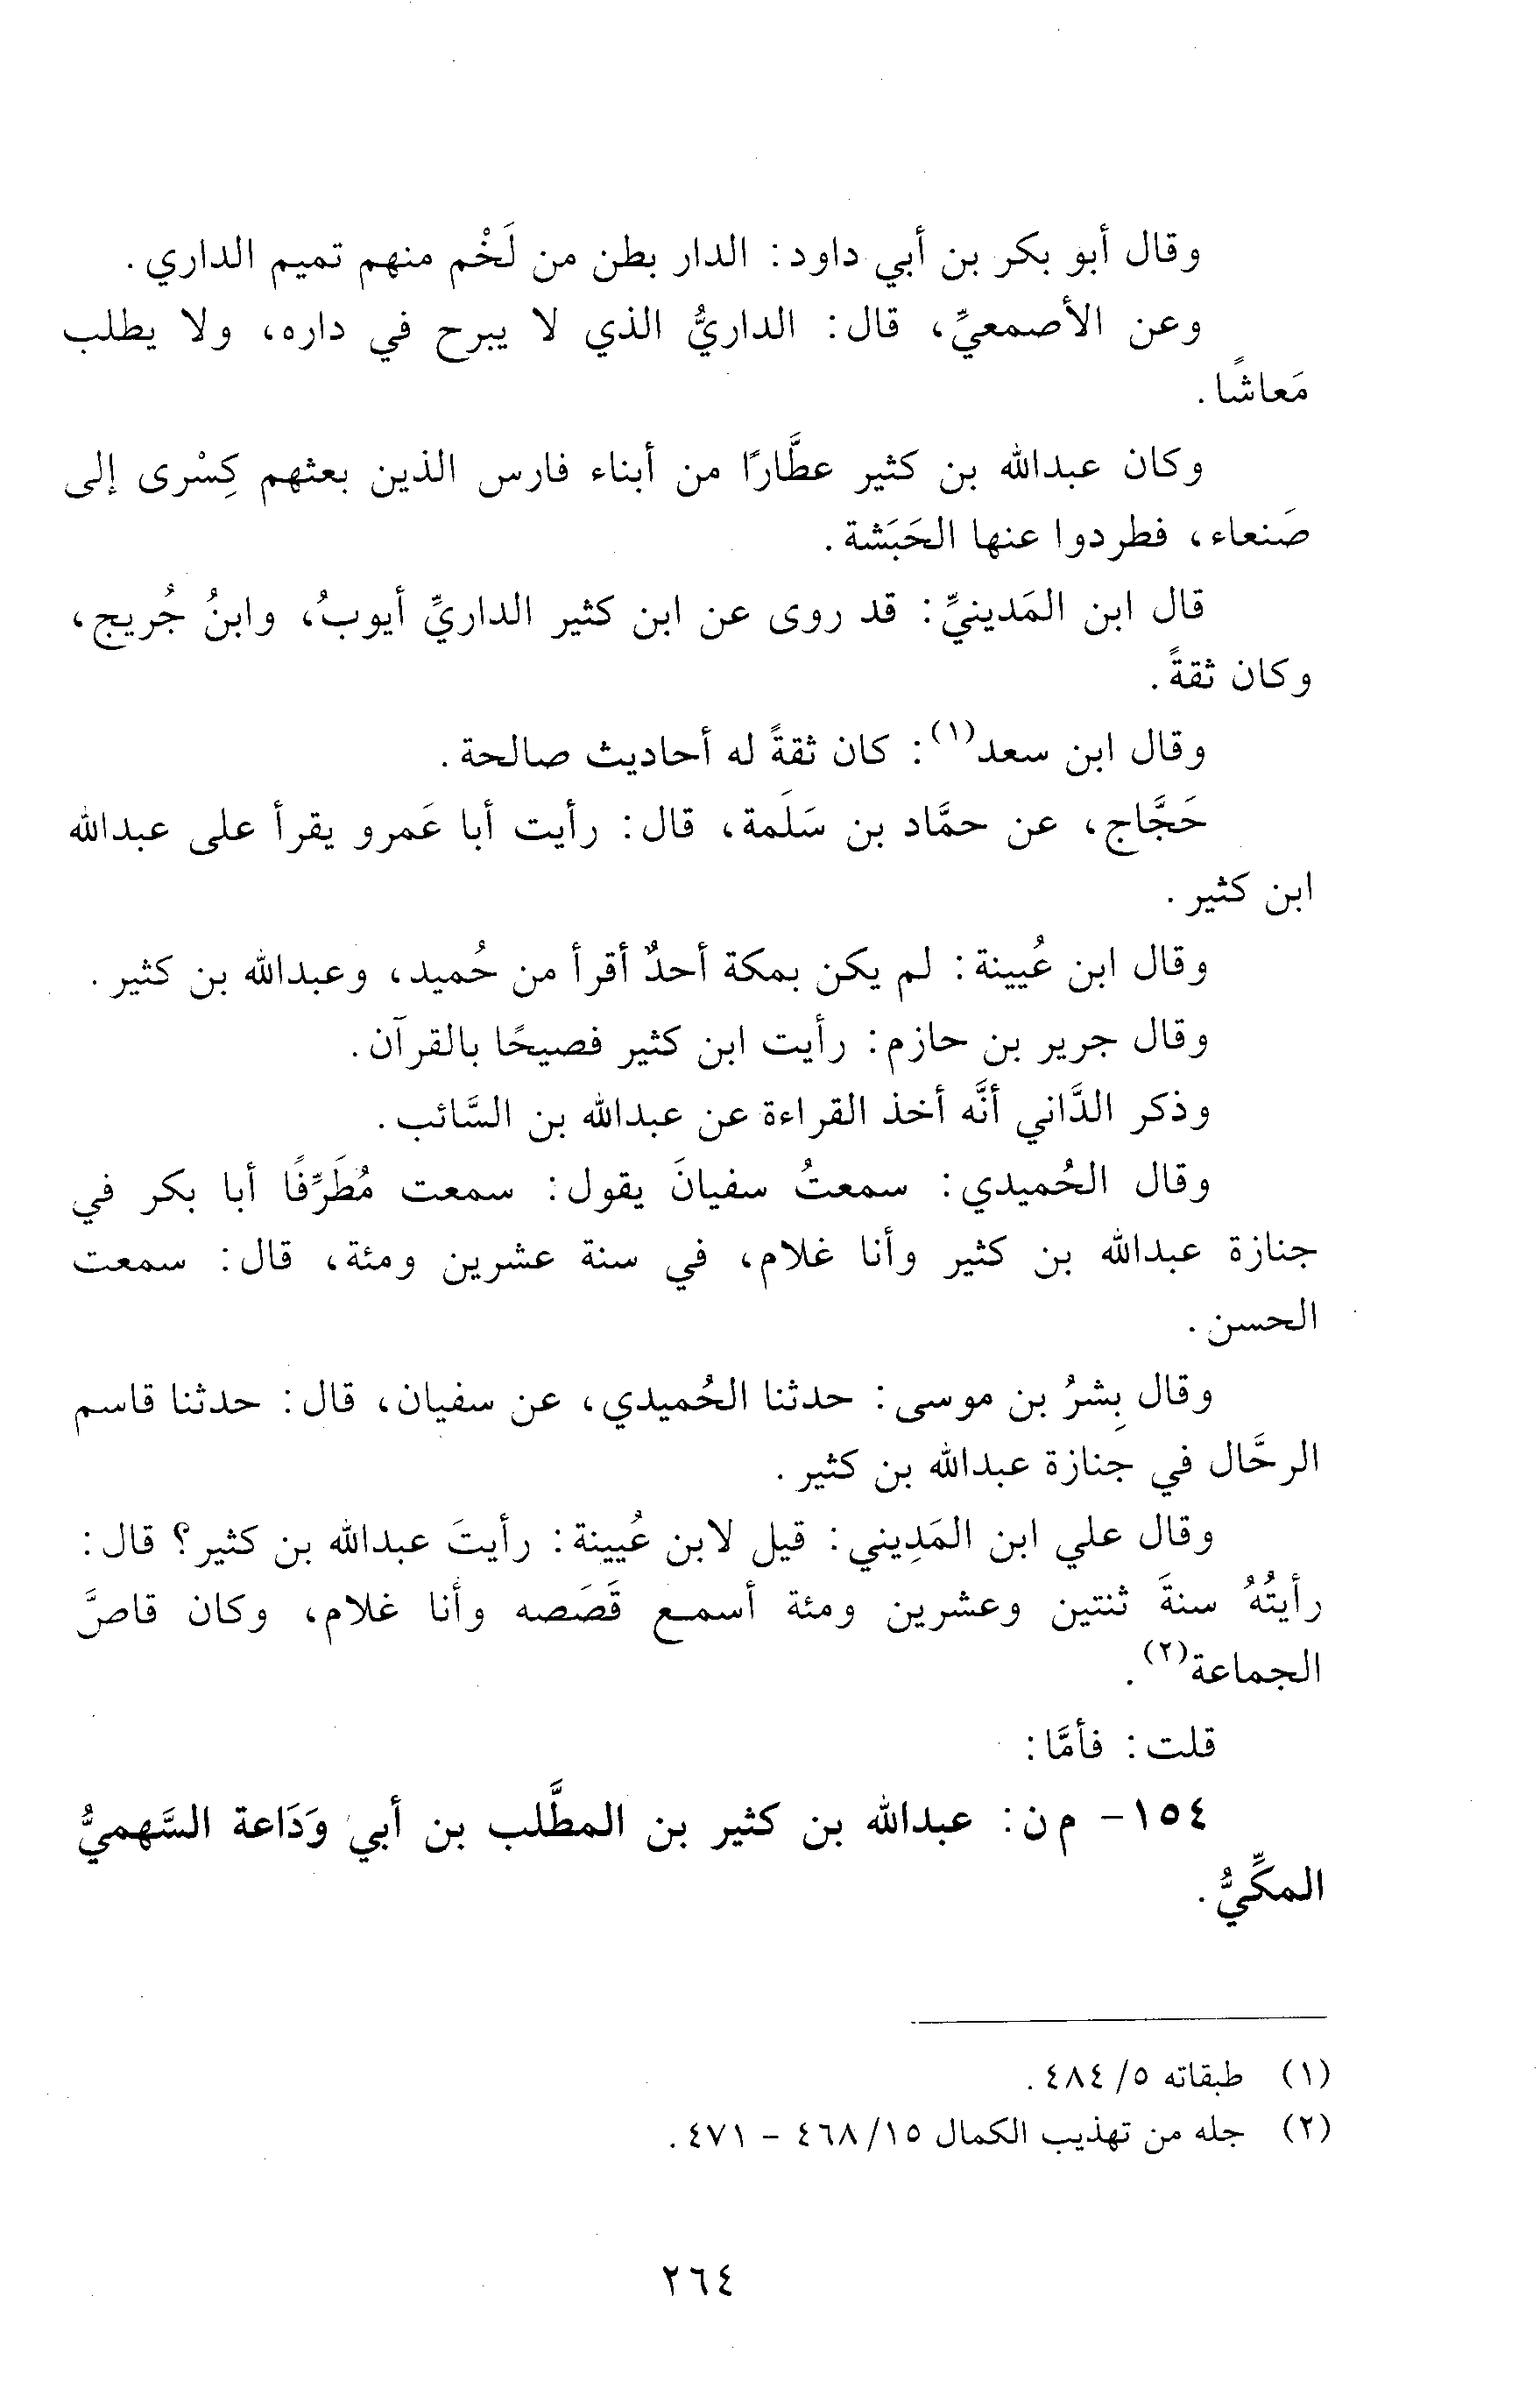 وقال أبو بكر بن أبي داود: الدار بطن من لَخْم منهم تميم الداري.
وعن الأصمعيِّ، قال: الداريُّ الذي لا يبرح في داره، ولا يطلب
مَعاشًا.
وكان عبدالله بن كثير عطَّارًا من أبناء فارس الذين بعثهم كِسْرى إلى
صَنعاء، فطردوا عنها الحَبَشة.
قال ابن المَدينيِّ: قد روى عن ابن كثير الداريِّ أيوبُ، وابنُ جُريج،
وكان ثقةً.
وقال ابن سعد(١): كان ثقةً له أحاديث صالحة.
حَجَّاج، عن حمَّاد بن سَلَمة، قال: رأيت أبا عَمرو يقرأ على عبدالله
ابن كثير.
وقال ابن عُيينة: لم يكن بمكة أحدٌ أقرأ من حُميد، وعبدالله بن كثير.
وقال جرير بن حازم: رأيت ابن كثير فصيحًا بالقرآن.
وذكر الدَّاني أنَّه أخذ القراءة عن عبدالله بن السَّائب.
وقال الحُميدي: سمعتُ سفيانَ يقول: سمعت مُطَرِّفًا أبا بكر في
جنازة عبدالله بن كثير وأنا غلام، في سنة عشرين ومئة، قال: سمعت
الحسن.
وقال بِشرُ بن موسى: حدثنا الحُميدي، عن سفيان، قال: حدثنا قاسم
الرحَّال في جنازة عبدالله بن كثير.
وقال علي ابن المَدِيني: قيل لابن عُيينة: رأيتَ عبدالله بن كثير؟ قال:
رأيتُهُ سنةَ ثنتين وعشرين ومئة أسمع قَصَصه وأنا غلام، وكان قاصَّ
الجماعة(٢).
قلت: فأمَّا:
١٥٤- م ن: عبدالله بن كثير بن المطَّلب بن أبي وَدَاعة السَّهميُّ
المكِّيُّ.
(١) طبقاته ٥/ ٤٨٤.
(٢) جله من تهذيب الكمال ١٥/ ٤٦٨ - ٤٧١.
٢٦٤